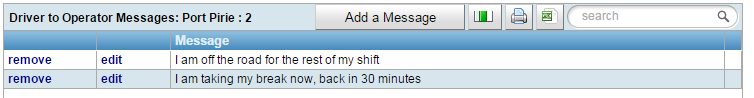 Driver to Operator Messages: Port Pirie : 2 Add a Message search
Message
remove edit I am off the road for the rest of my shift
remove edit I am taking my break now, back in 30 minutes